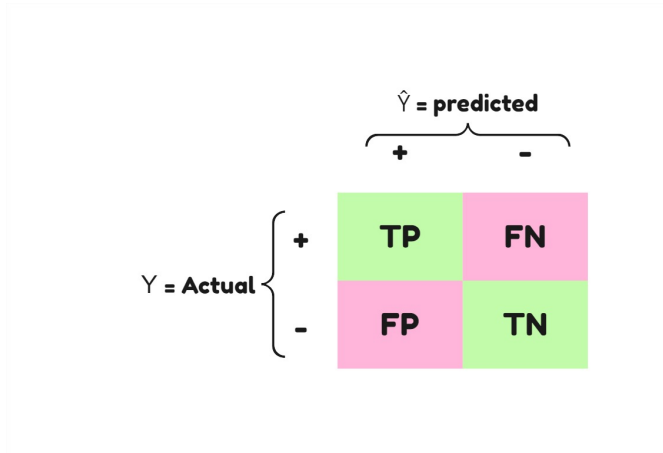 Ŷ = predicted
+ -
+ TP FN
Y = Actual
- FP TN